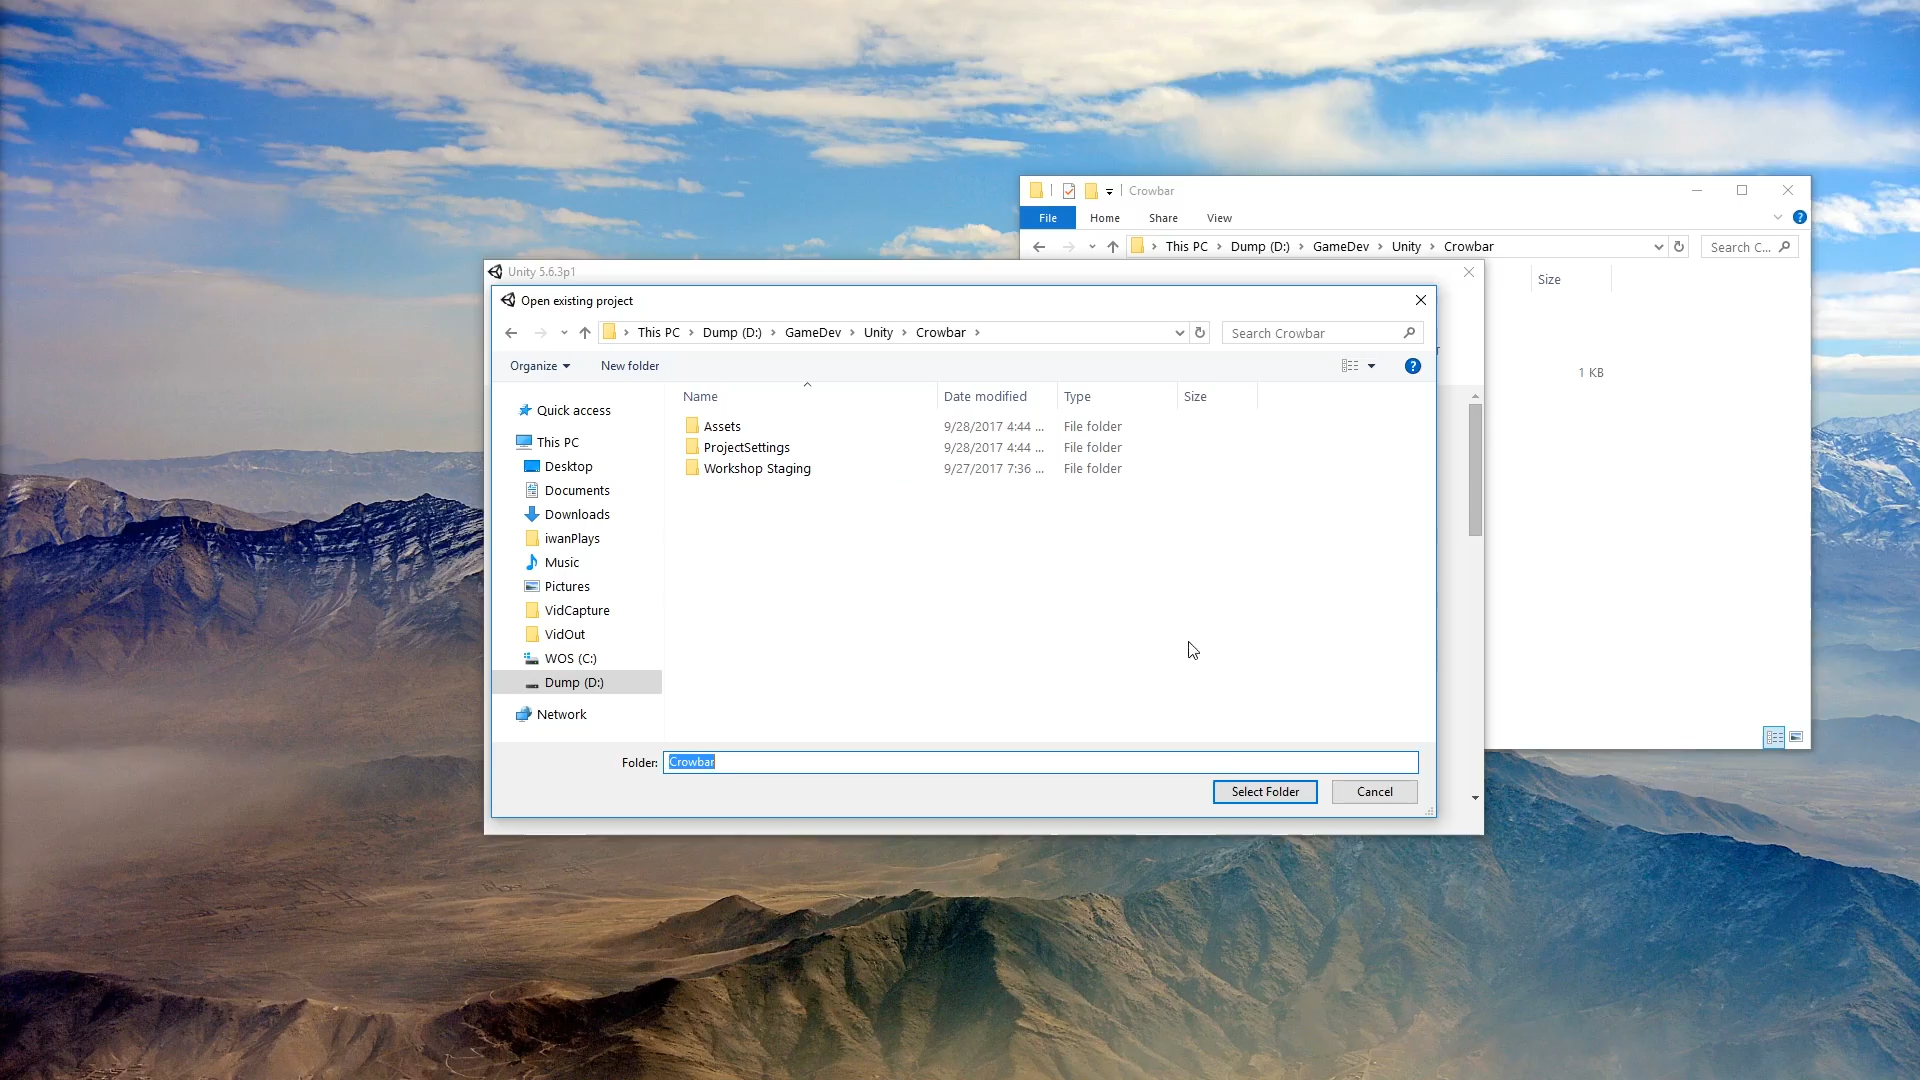 Crowbar
File Home Share View
This PC Dump (D:) GameDev Unity Crowbar
Search C...
Size
1 KB
Unity 5.6.3p1
Open existing project
This PC Dump (D:) GameDev Unity Crowbar
Search Crowbar
Organize New folder
Name Date modified Type Size
Assets 9/28/2017 4:44 ... File folder
ProjectSettings 9/28/2017 4:44 ... File folder
Workshop Staging 9/27/2017 7:36 ... File folder
Quick access
This PC
Desktop
Documents
Downloads
iwanPlays
Music
Pictures
VidCapture
VidOut
WOS (C:)
Dump (D:)
Network
Folder: Crowbar
Select Folder Cancel